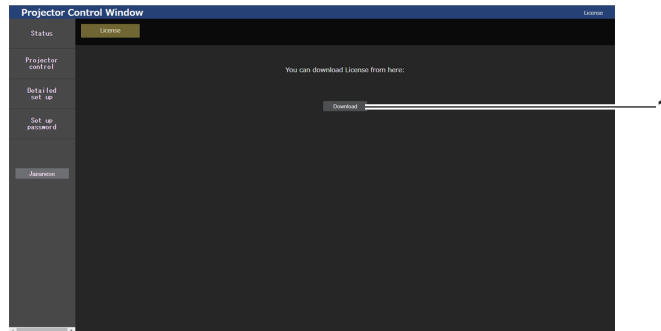 Projector Control Window
License
Status
License
Projector
control
You can download License from here:
Detailed
set up
Download
1
Set up
password
Japanese